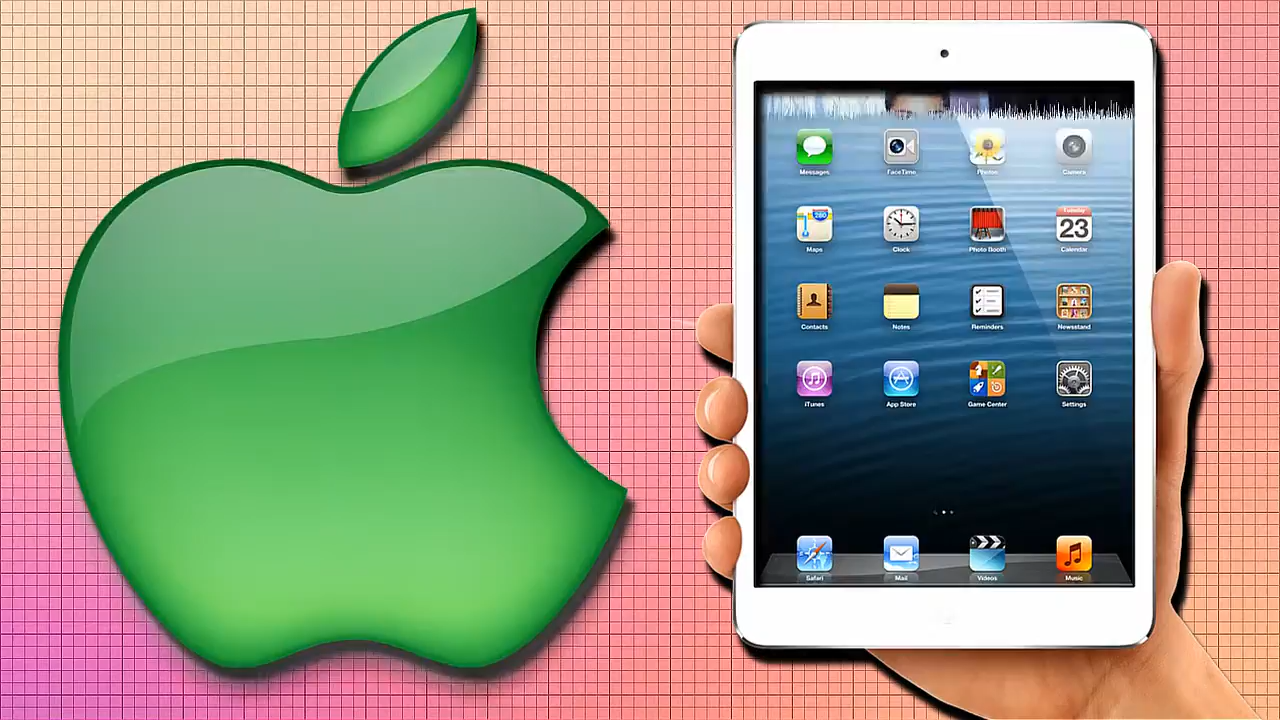 Messages FaceTime Photos Camera
280
Tuesday
23
Maps Clock Photo Booth Calendar
Contacts Notes Reminders Newsstand
iTunes App Store Game Center Settings
Safari Mail Videos Music